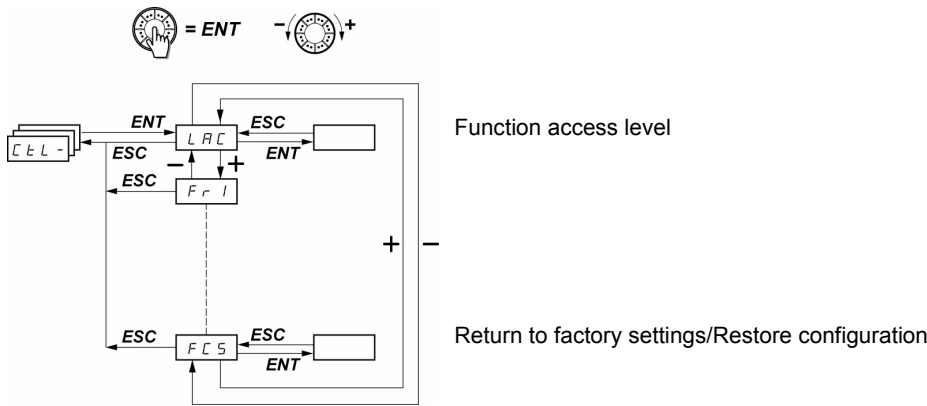 = ENT
- +
ENT
LAC
ESC
Function access level
CtL -
ESC
ENT
- +
ESC
Fr1
+ -
ESC
FCS
ESC
Return to factory settings/Restore configuration
ENT